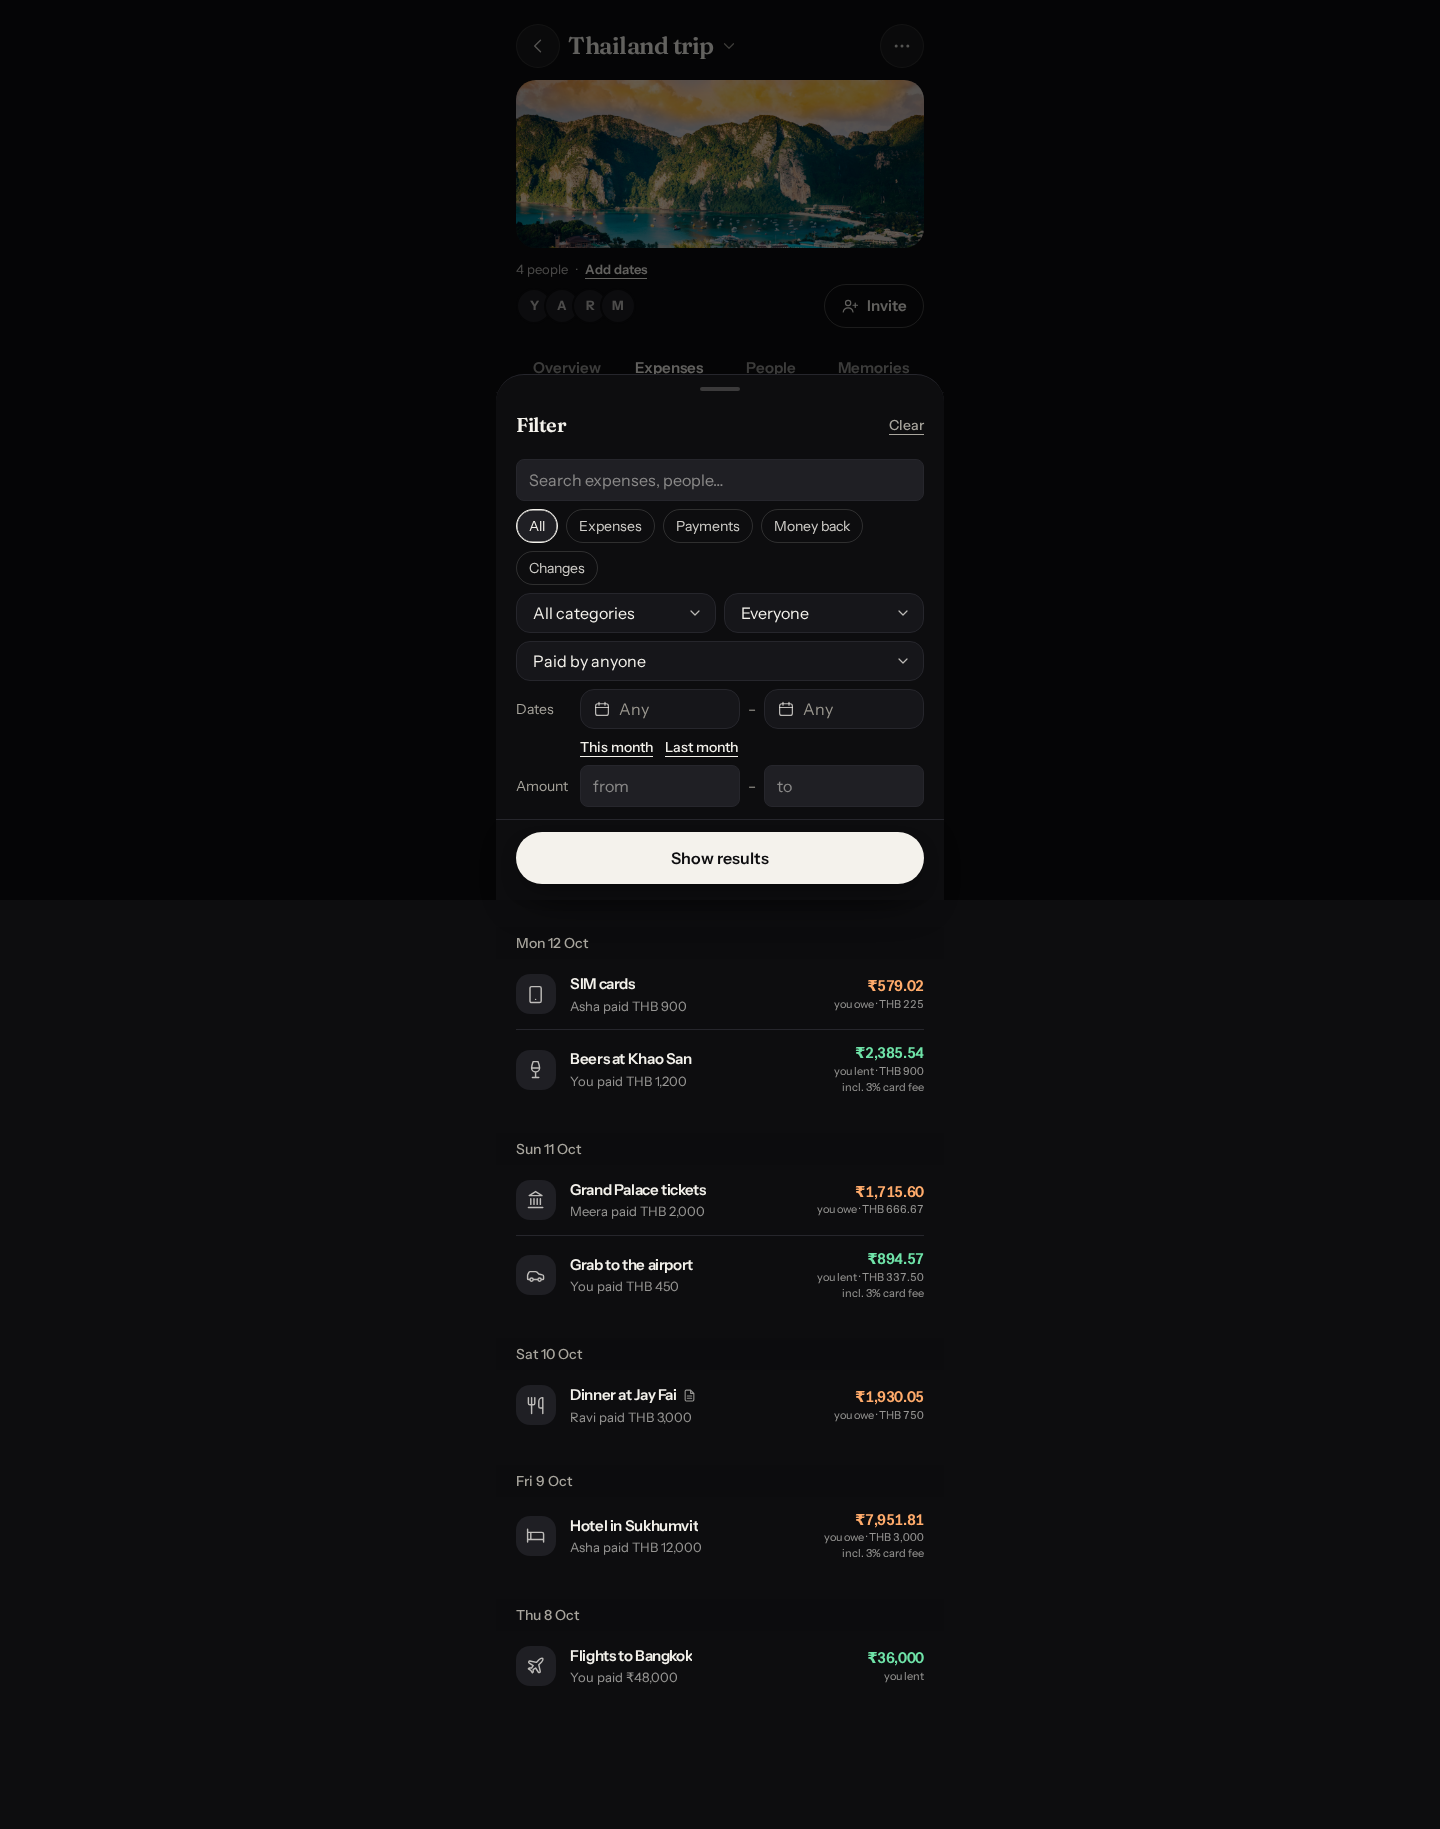 Thailand trip
4 people · Add dates
Y A R M
Invite
Overview Expenses People Memories
Filter
Clear
Search expenses, people...
All Expenses Payments Money back
Changes
All categories Everyone
Paid by anyone
Dates Any - Any
This month Last month
Amount from - to
Show results
Mon 12 Oct
SIM cards
Asha paid THB 900
₹579.02
you owe · THB 225
Beers at Khao San
You paid THB 1,200
₹2,385.54
you lent · THB 900
incl. 3% card fee
Sun 11 Oct
Grand Palace tickets
Meera paid THB 2,000
₹1,715.60
you owe · THB 666.67
Grab to the airport
You paid THB 450
₹894.57
you lent · THB 337.50
incl. 3% card fee
Sat 10 Oct
Dinner at Jay Fai
Ravi paid THB 3,000
₹1,930.05
you owe · THB 750
Fri 9 Oct
Hotel in Sukhumvit
Asha paid THB 12,000
₹7,951.81
you owe · THB 3,000
incl. 3% card fee
Thu 8 Oct
Flights to Bangkok
You paid ₹48,000
₹36,000
you lent